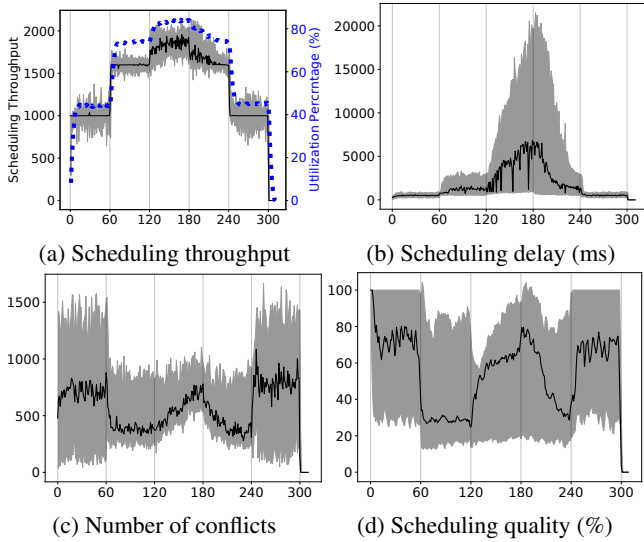 2000
1500
1000
500
0
Scheduling Throughput
80
60
40
20
0
Utlilization Percrntage (%)
0 60 120 180 240 300
(a) Scheduling throughput
20000
15000
10000
5000
0
0 60 120 180 240 300
(b) Scheduling delay (ms)
1500
1000
500
0
0 60 120 180 240 300
(c) Number of conflicts
100
80
60
40
20
0
0 60 120 180 240 300
(d) Scheduling quality (%)